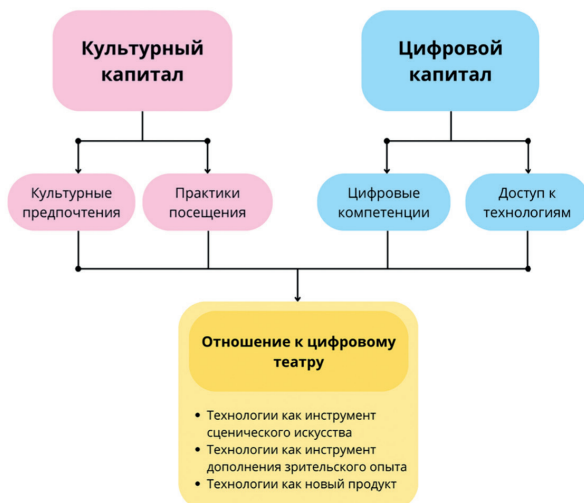 Культурный
капитал
Цифровой
капитал
Культурные
предпочтения
Практики
посещения
Цифровые
компетенции
Доступ к
технологиям
Отношение к цифровому
театру
• Технологии как инструмент
сценического искусства
• Технологии как инструмент
дополнения зрительского опыта
• Технологии как новый продукт